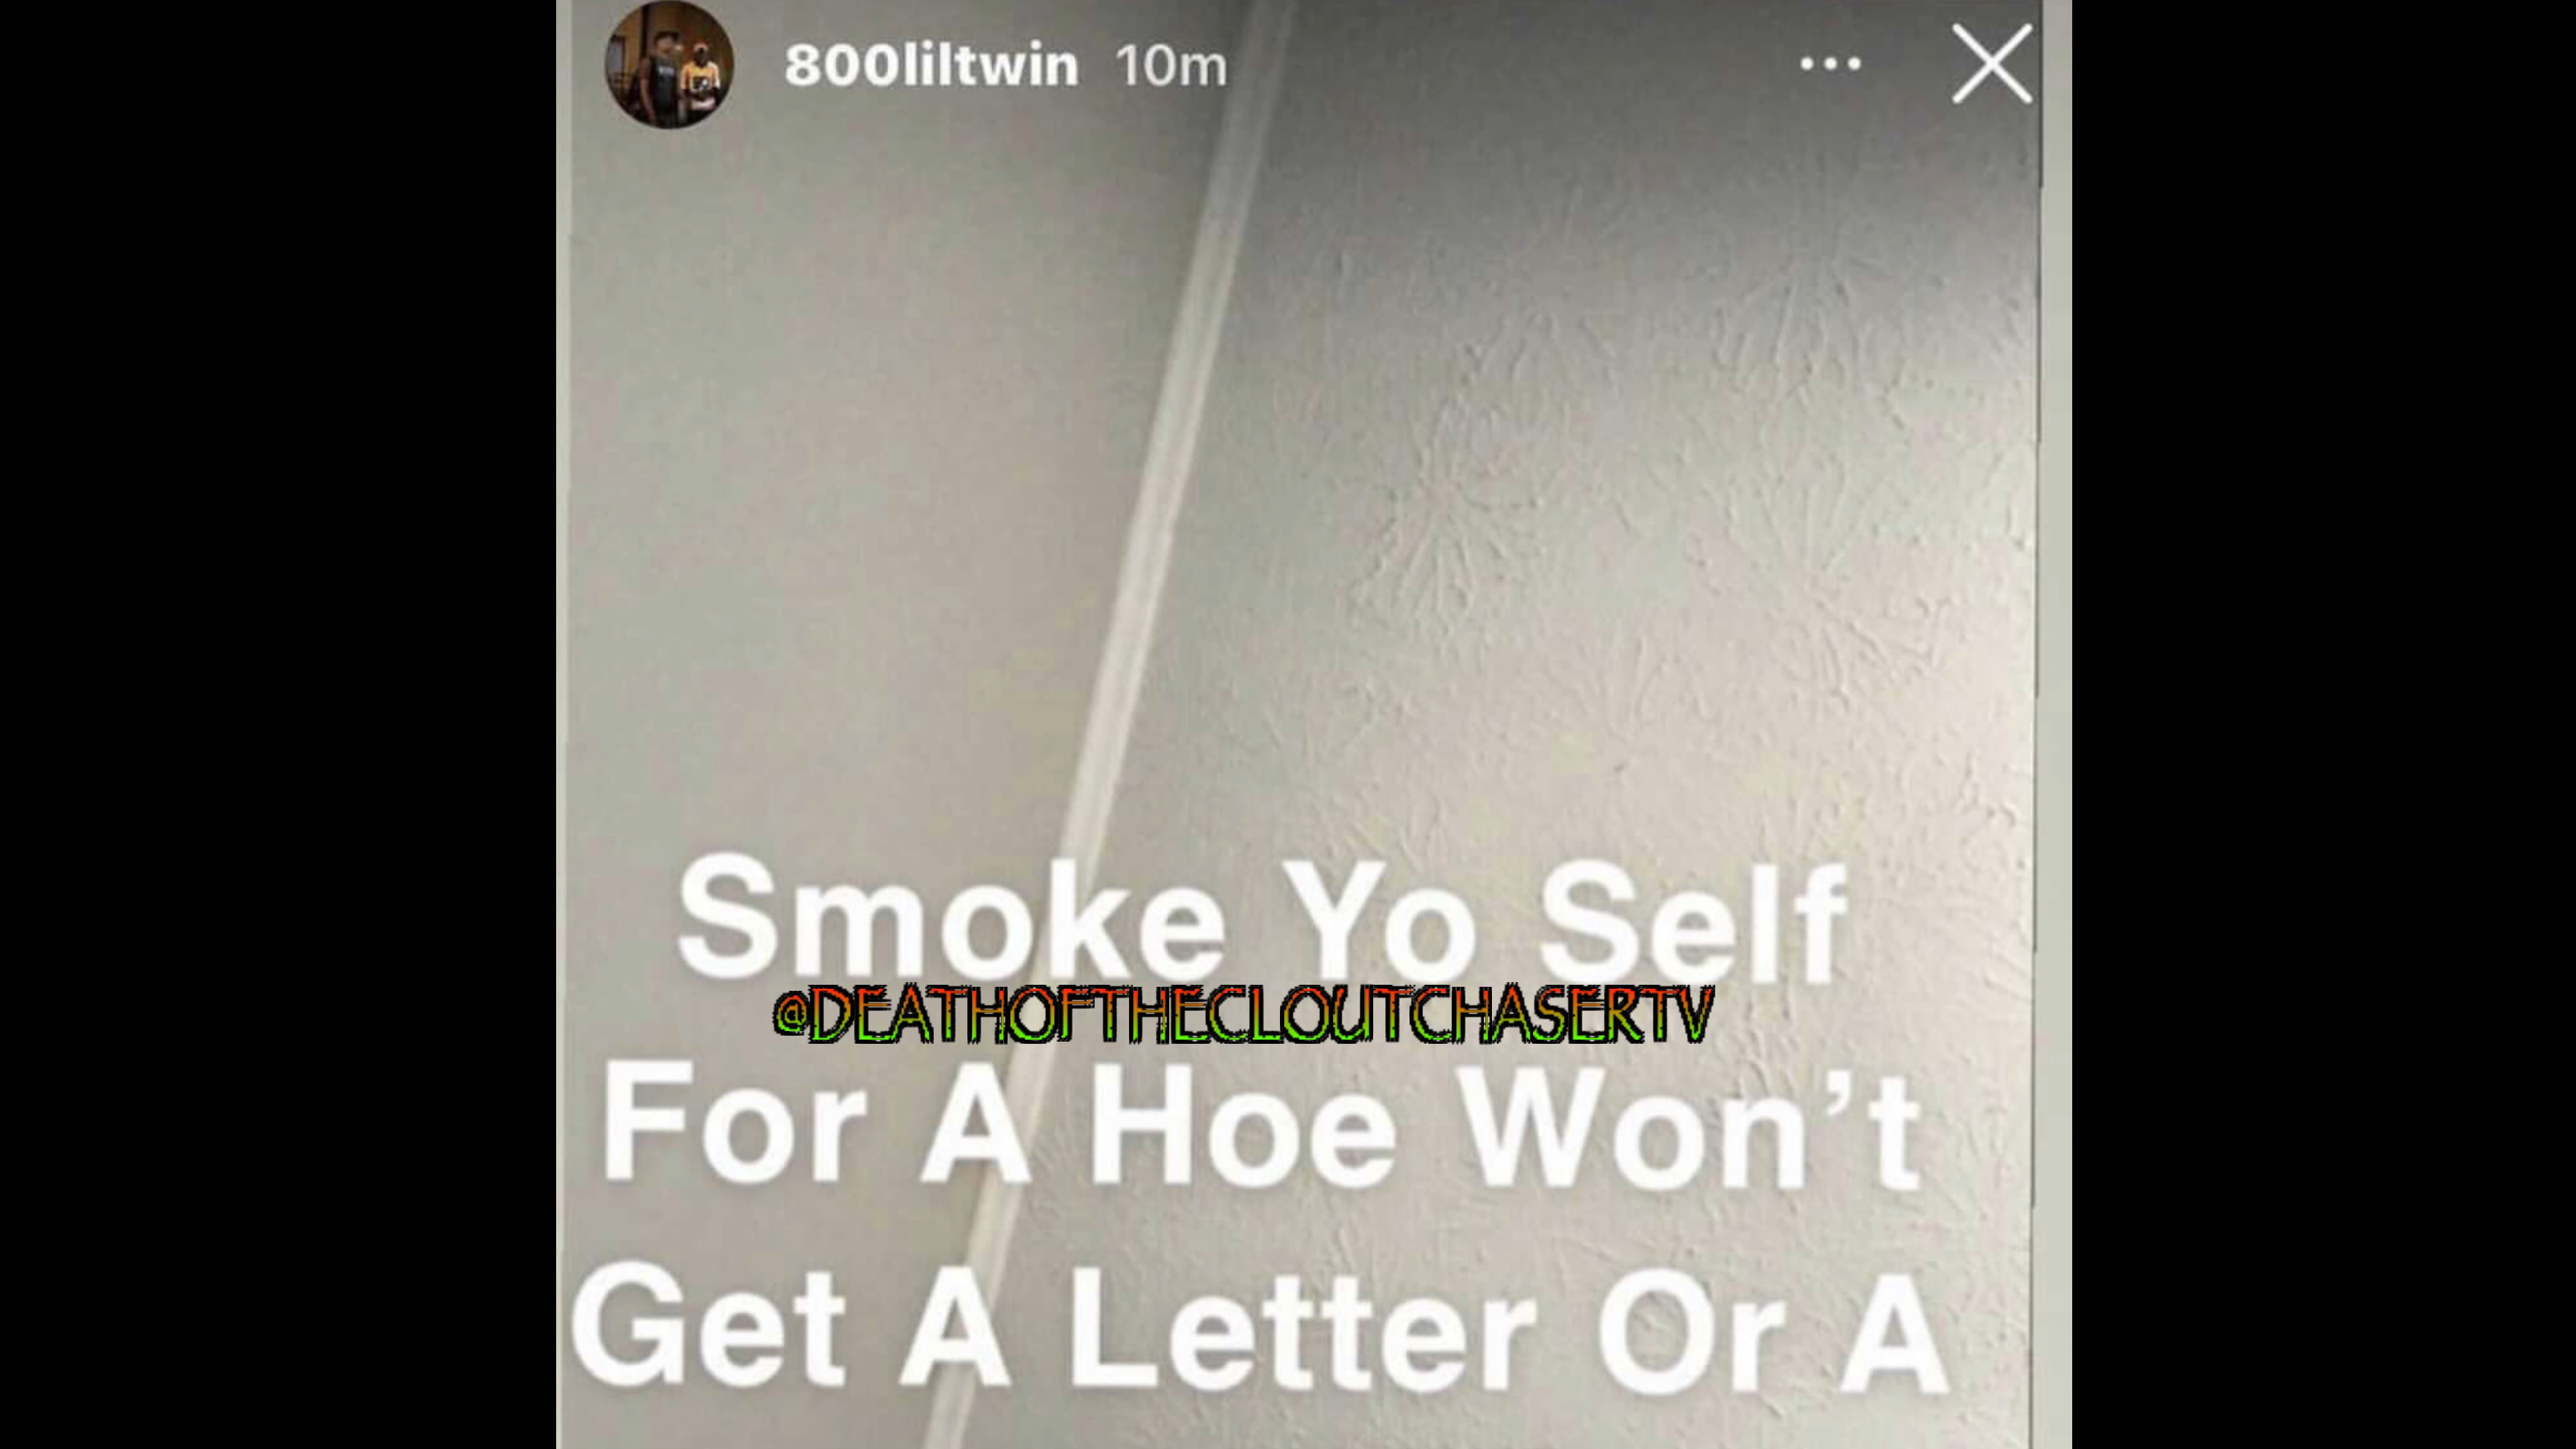 800liltwin 10m
Smoke Yo Self
@DEATHOFTHECLOUTCHASERTV
For A Hoe Won't
Get A Letter Or A